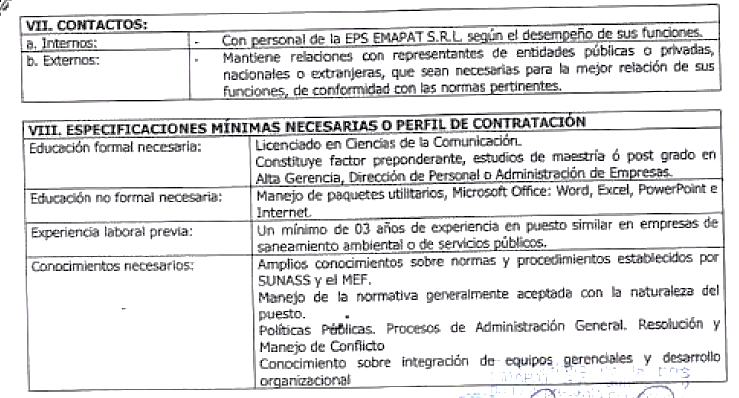 VII. CONTACTOS:
a. Internos: - Con personal de la EPS EMAPAT S.R.L. según el desempeño de sus funciones.
b. Externos: - Mantiene relaciones con representantes de entidades públicas o privadas,
nacionales o extranjeras, que sean necesarias para la mejor relación de sus
funciones, de conformidad con las normas pertinentes.
VIII. ESPECIFICACIONES MÍNIMAS NECESARIAS O PERFIL DE CONTRATACIÓN
Educación formal necesaria: Licenciado en Ciencias de la Comunicación.
Constituye factor preponderante, estudios de maestría ó post grado en
Alta Gerencia, Dirección de Personal o Administración de Empresas.
Educación no formal necesaria: Manejo de paquetes utilitarios, Microsoft Office: Word, Excel, PowerPoint e
Internet.
Experiencia laboral previa: Un mínimo de 03 años de experiencia en puesto similar en empresas de
saneamiento ambiental o de servicios públicos.
Conocimientos necesarios: Amplios conocimientos sobre normas y procedimientos establecidos por
SUNASS y el MEF.
Manejo de la normativa generalmente aceptada con la naturaleza del
puesto.
Políticas Públicas. Procesos de Administración General. Resolución y
Manejo de Conflicto
Conocimiento sobre integración de equipos gerenciales y desarrollo
organizacional